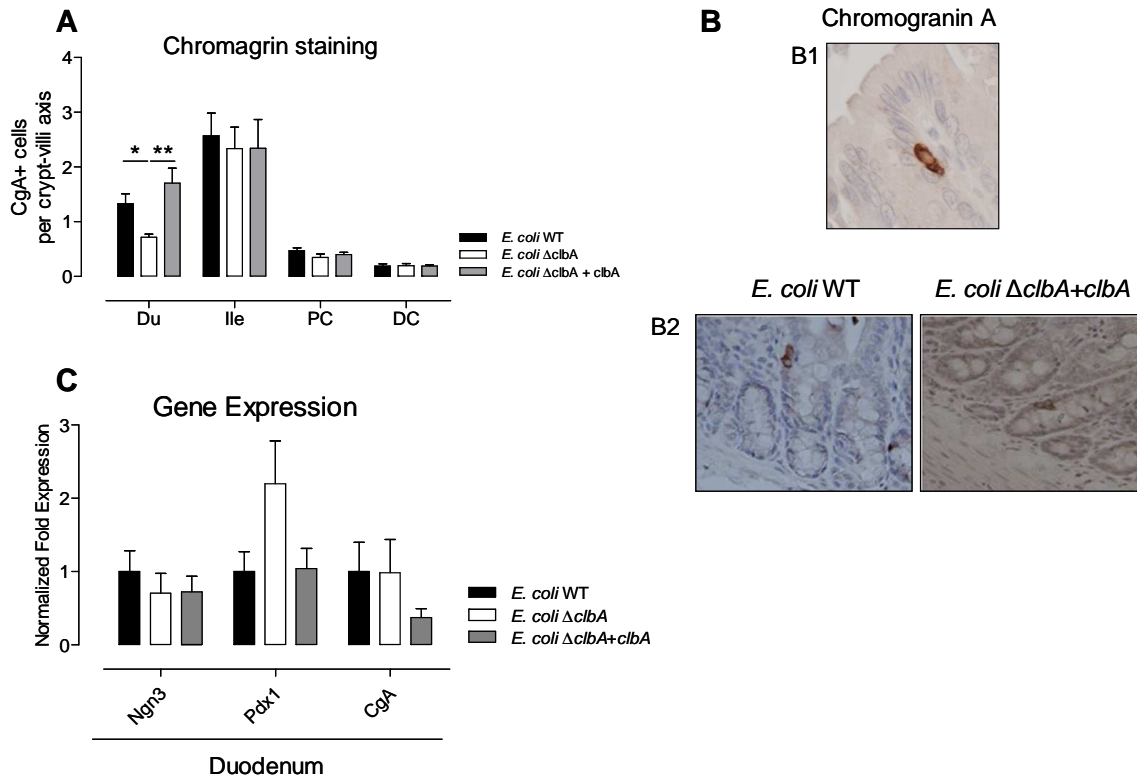 A
Chromagrin staining
CgA+ cells
per crypt-villi axis
4
3
2
1
0
* **
Du Ile PC DC
E. coli WT
E. coli ΔclbA
E. coli ΔclbA + clbA
B
Chromogranin A
B1
B2
E. coli WT
E. coli ΔclbA+clbA
C
Gene Expression
Normalized Fold Expression
3
2
1
0
Ngn3 Pdx1 CgA
Duodenum
E. coli WT
E. coli ΔclbA
E. coli ΔclbA+clbA